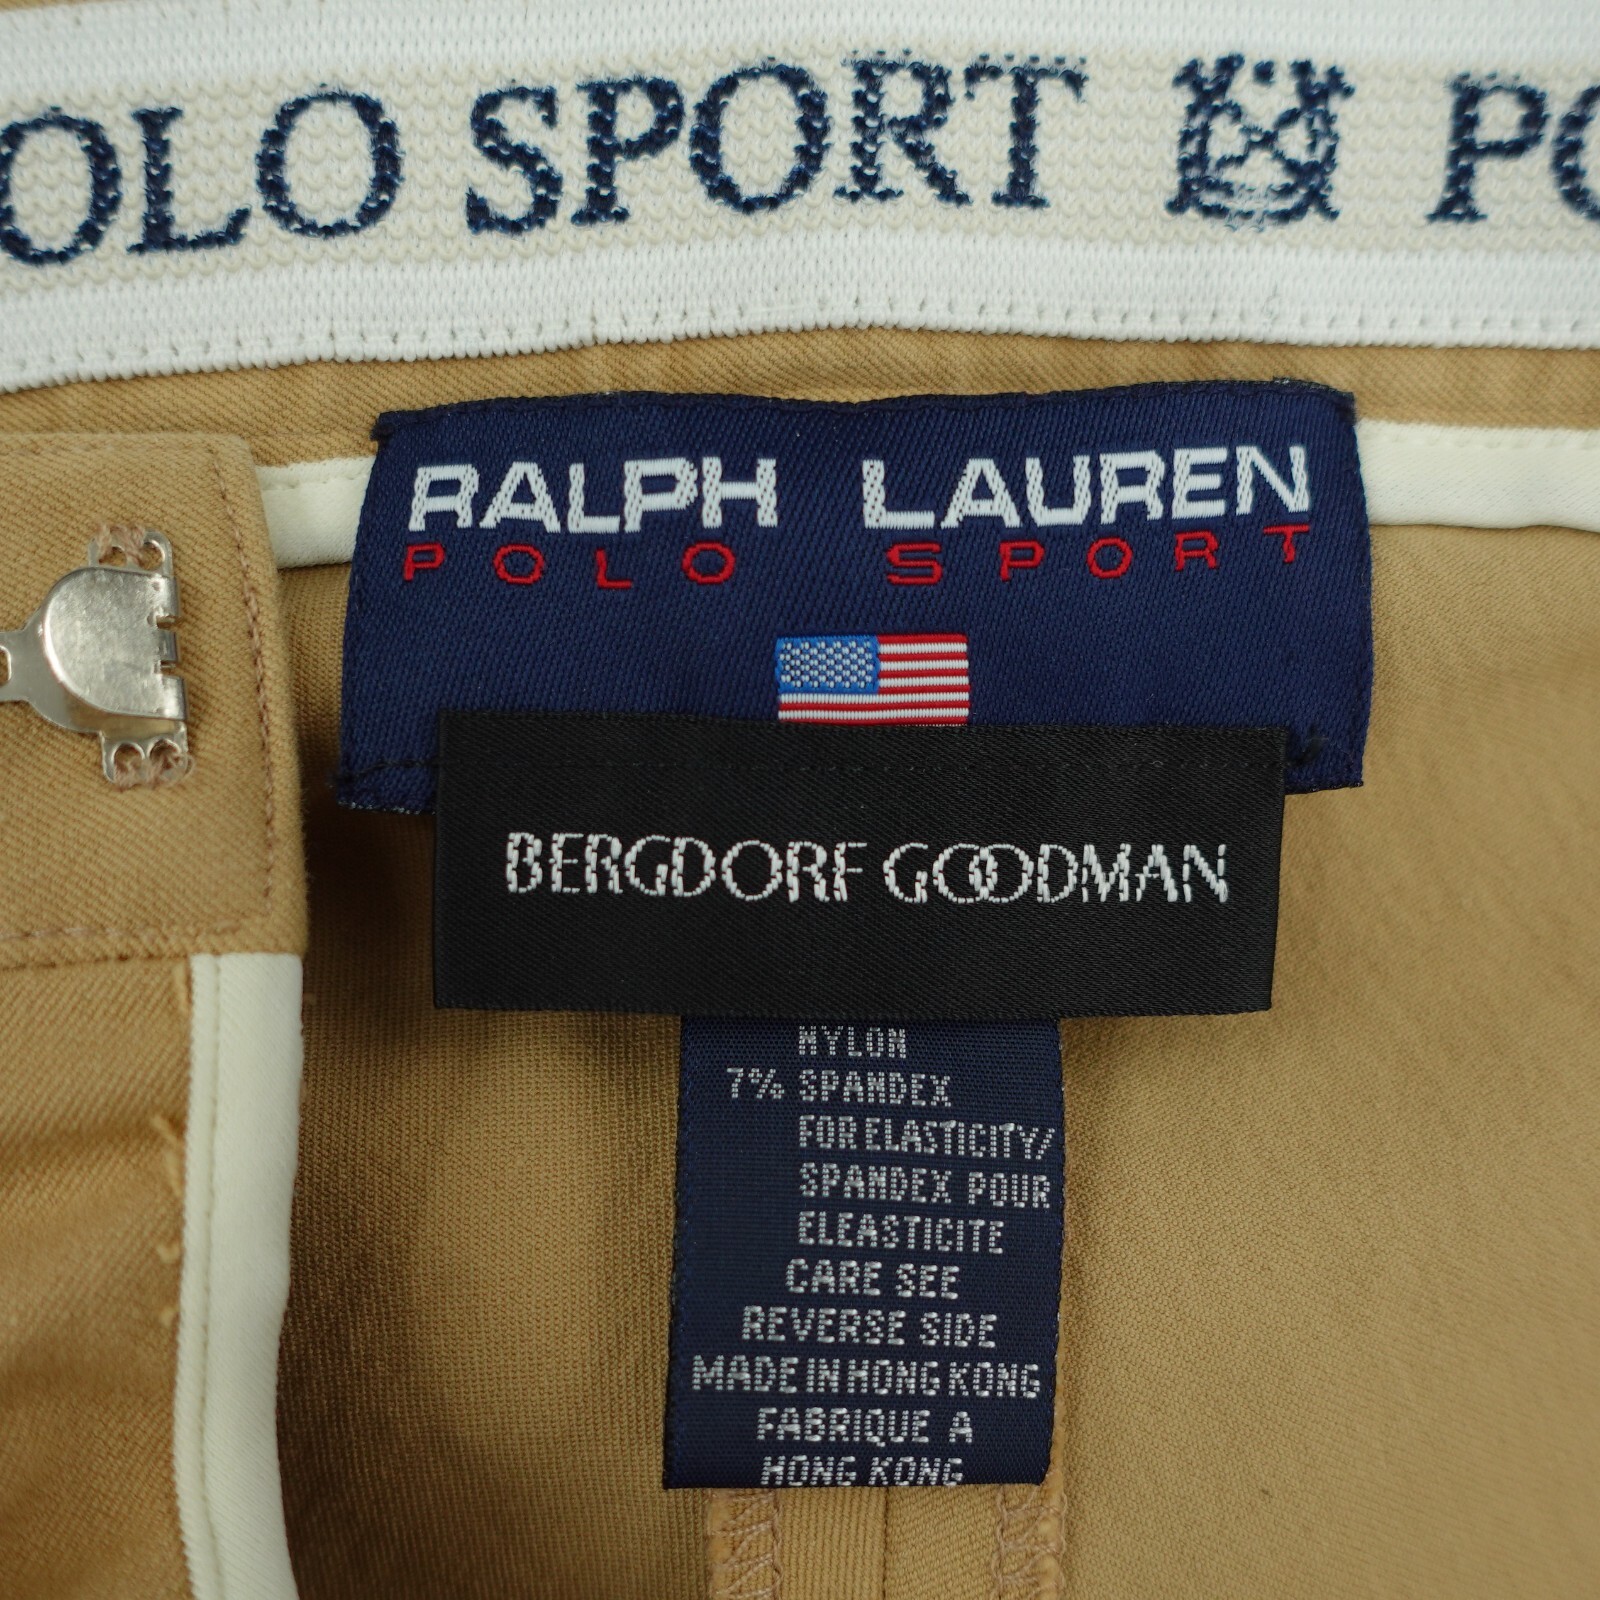 OLO SPORT PO
RALPH LAUREN
POLO SPORT
BERGDORF GOODMAN
NYLON
7% SPANDEX
FOR ELASTICITY/
SPANDEX POUR
ELEASTICITE
CARE SEE
REVERSE SIDE
MADE IN HONG KONG
FABRIQUE A
HONG KONG